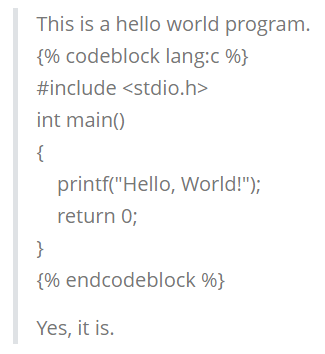 This is a hello world program.
{% codeblock lang:c %}
#include <stdio.h>
int main()
{
    printf("Hello, World!");
    return 0;
}
{% endcodeblock %}
Yes, it is.